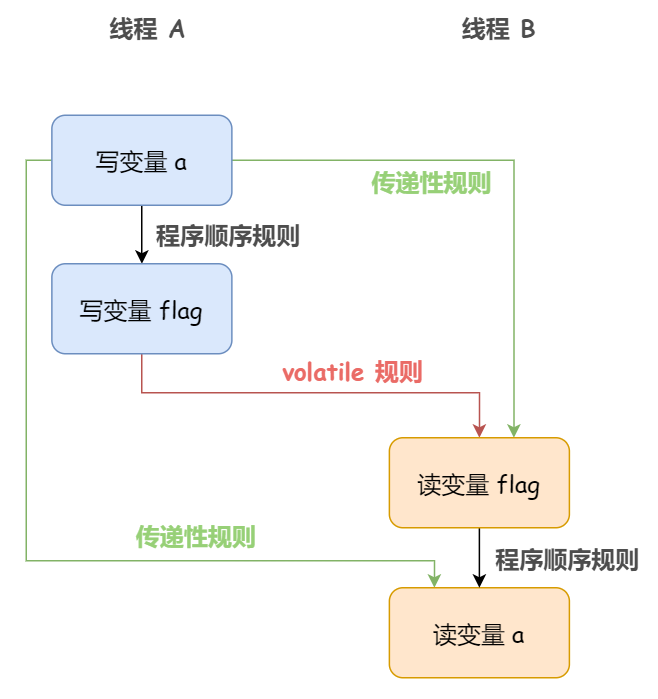 线程 A
线程 B
写变量 a
传递性规则
程序顺序规则
写变量 flag
volatile 规则
读变量 flag
传递性规则
程序顺序规则
读变量 a